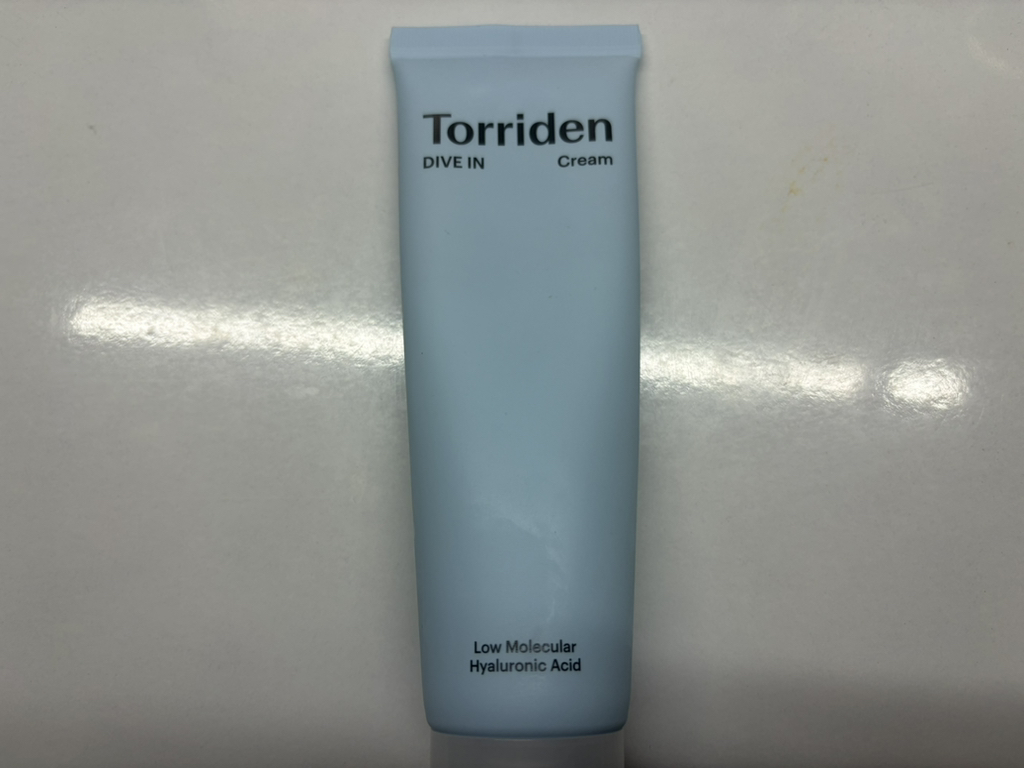 Torriden
DIVE IN Cream
Low Molecular
Hyaluronic Acid